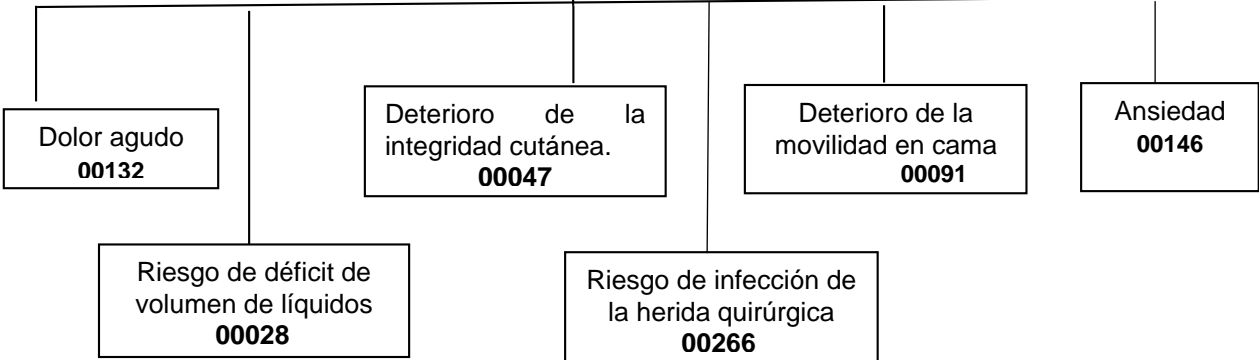 Dolor agudo
00132
Deterioro de la
integridad cutánea.
00047
Deterioro de la
movilidad en cama
00091
Ansiedad
00146
Riesgo de déficit de
volumen de líquidos
00028
Riesgo de infección de
la herida quirúrgica
00266